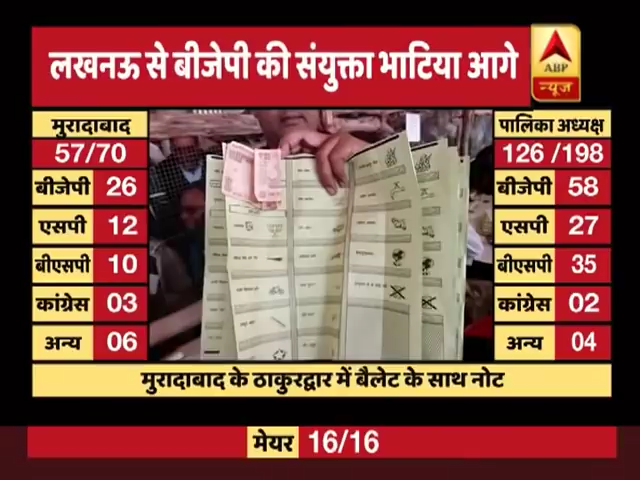 लखनऊ से बीजेपी की संयुक्ता भाटिया आगे
ABP
न्यूज़
मुरादाबाद
57/70
बीजेपी 26
एसपी 12
बीएसपी 10
कांग्रेस 03
अन्य 06
पालिका अध्यक्ष
126/198
बीजेपी 58
एसपी 27
बीएसपी 35
कांग्रेस 02
अन्य 04
मुरादाबाद के ठाकुरद्वार में बैलेट के साथ नोट
मेयर 16/16